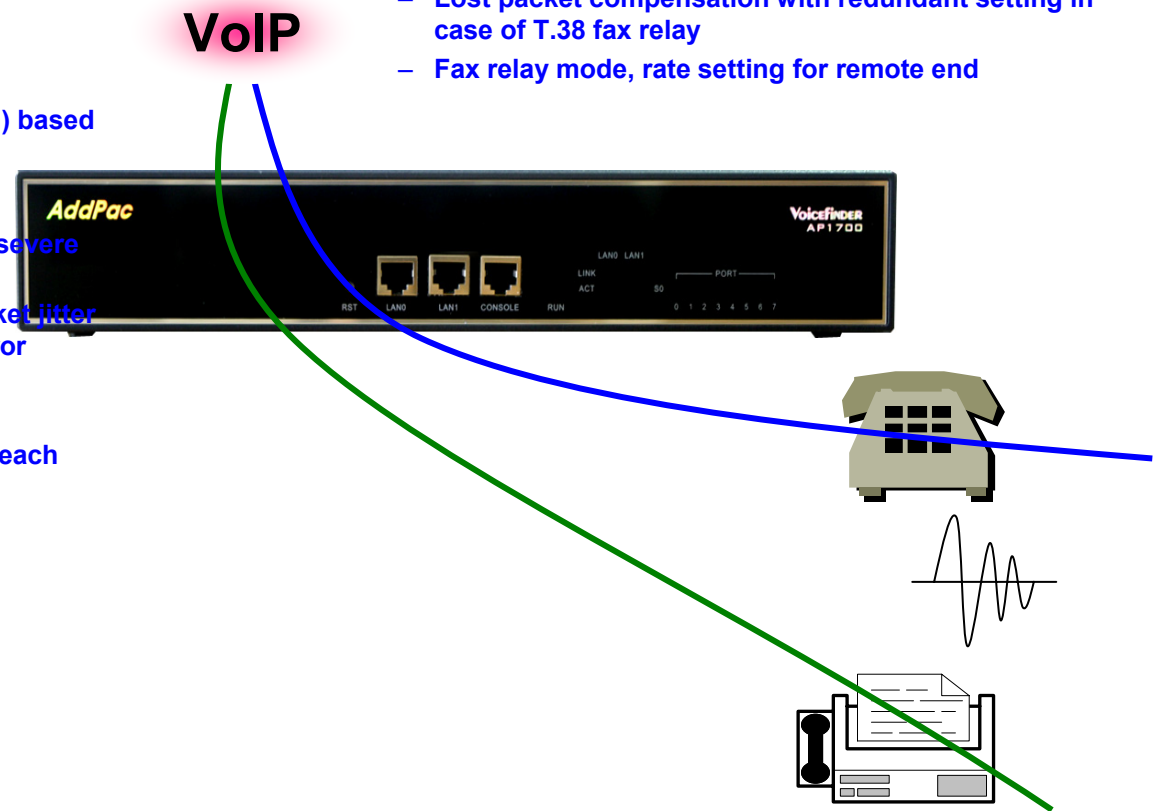 – Lost packet compensation with redundant setting in
case of T.38 fax relay
– Fax relay mode, rate setting for remote end
VoIP
) based
severe
ket jitter
or
each
AddPac
VoiceFinder
AP1700
LAN0 LAN1
LINK
ACT
S0
PORT
0 1 2 3 4 5 6 7
RST LAN0 LAN1 CONSOLE RUN